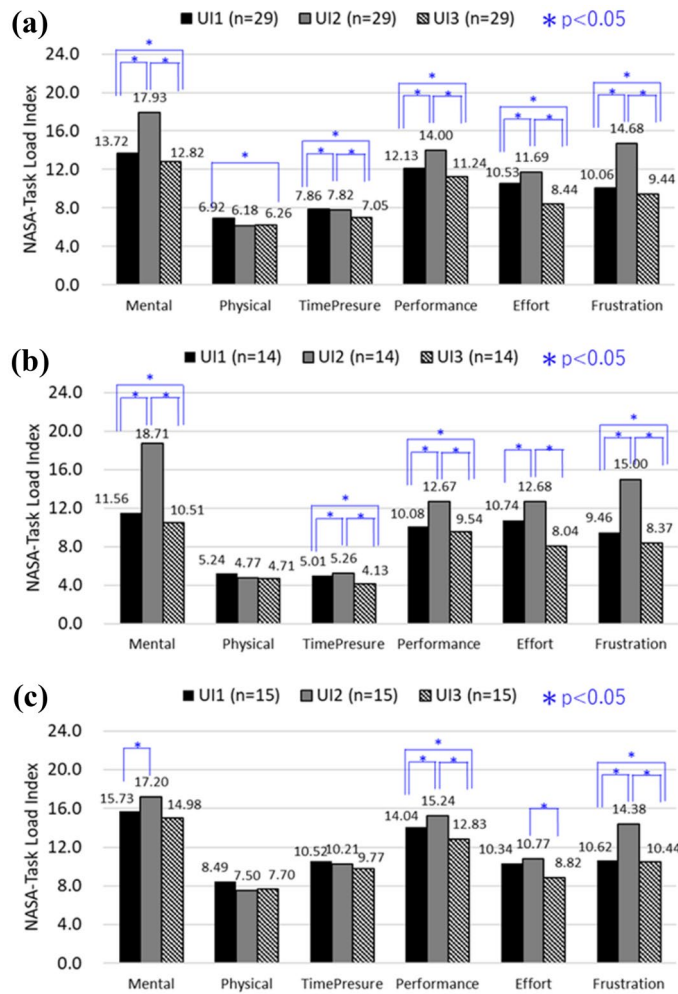 (a)
UI1 (n=29) UI2 (n=29) UI3 (n=29) * p<0.05
NASA-Task Load Index
24.0
20.0
16.0
12.0
8.0
4.0
0.0
* * *
13.72 17.93 12.82
*
6.92 6.18 6.26
* * *
7.86 7.82 7.05
* * *
12.13 14.00 11.24
* * *
10.53 11.69 8.44
* * *
10.06 14.68 9.44
Mental Physical TimePresure Performance Effort Frustration
(b)
UI1 (n=14) UI2 (n=14) UI3 (n=14) * p<0.05
NASA-Task Load Index
24.0
20.0
16.0
12.0
8.0
4.0
0.0
* * *
11.56 18.71 10.51
5.24 4.77 4.71
* * *
5.01 5.26 4.13
* * *
10.08 12.67 9.54
* *
10.74 12.68 8.04
* * *
9.46 15.00 8.37
Mental Physical TimePresure Performance Effort Frustration
(c)
UI1 (n=15) UI2 (n=15) UI3 (n=15) * p<0.05
NASA-Task Load Index
24.0
20.0
16.0
12.0
8.0
4.0
0.0
*
15.73 17.20 14.98
8.49 7.50 7.70
10.52 10.21 9.77
* * *
14.04 15.24 12.83
*
10.34 10.77 8.82
* * *
10.62 14.38 10.44
Mental Physical TimePresure Performance Effort Frustration